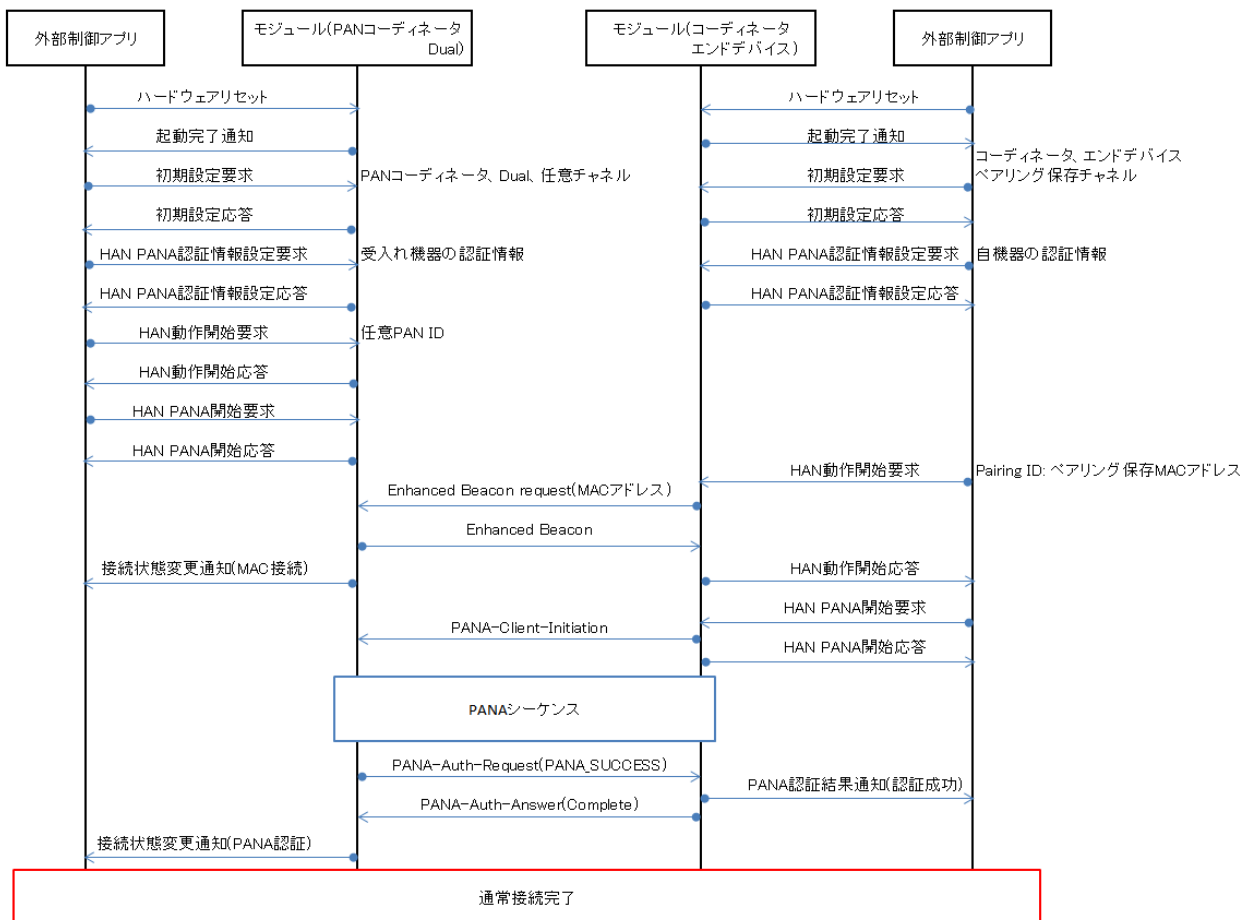 外部制御アプリ
モジュール(PANコーディネータ
Dual)
モジュール(コーディネータ
エンドデバイス)
外部制御アプリ
ハードウェアリセット
ハードウェアリセット
起動完了通知
起動完了通知
コーディネータ、エンドデバイス
ペアリング保存チャネル
初期設定要求
PANコーディネータ、Dual、任意チャネル
初期設定要求
初期設定応答
初期設定応答
HAN PANA認証情報設定要求
受入れ機器の認証情報
HAN PANA認証情報設定要求
自機器の認証情報
HAN PANA認証情報設定応答
HAN PANA認証情報設定応答
HAN動作開始要求
任意PAN ID
HAN動作開始応答
HAN PANA開始要求
HAN PANA開始応答
HAN動作開始要求
Pairing ID: ペアリング保存MACアドレス
Enhanced Beacon request(MACアドレス)
Enhanced Beacon
接続状態変更通知(MAC接続)
HAN動作開始応答
HAN PANA開始要求
PANA-Client-Initiation
HAN PANA開始応答
PANAシーケンス
PANA-Auth-Request(PANA_SUCCESS)
PANA認証結果通知(認証成功)
PANA-Auth-Answer(Complete)
接続状態変更通知(PANA認証)
通常接続完了